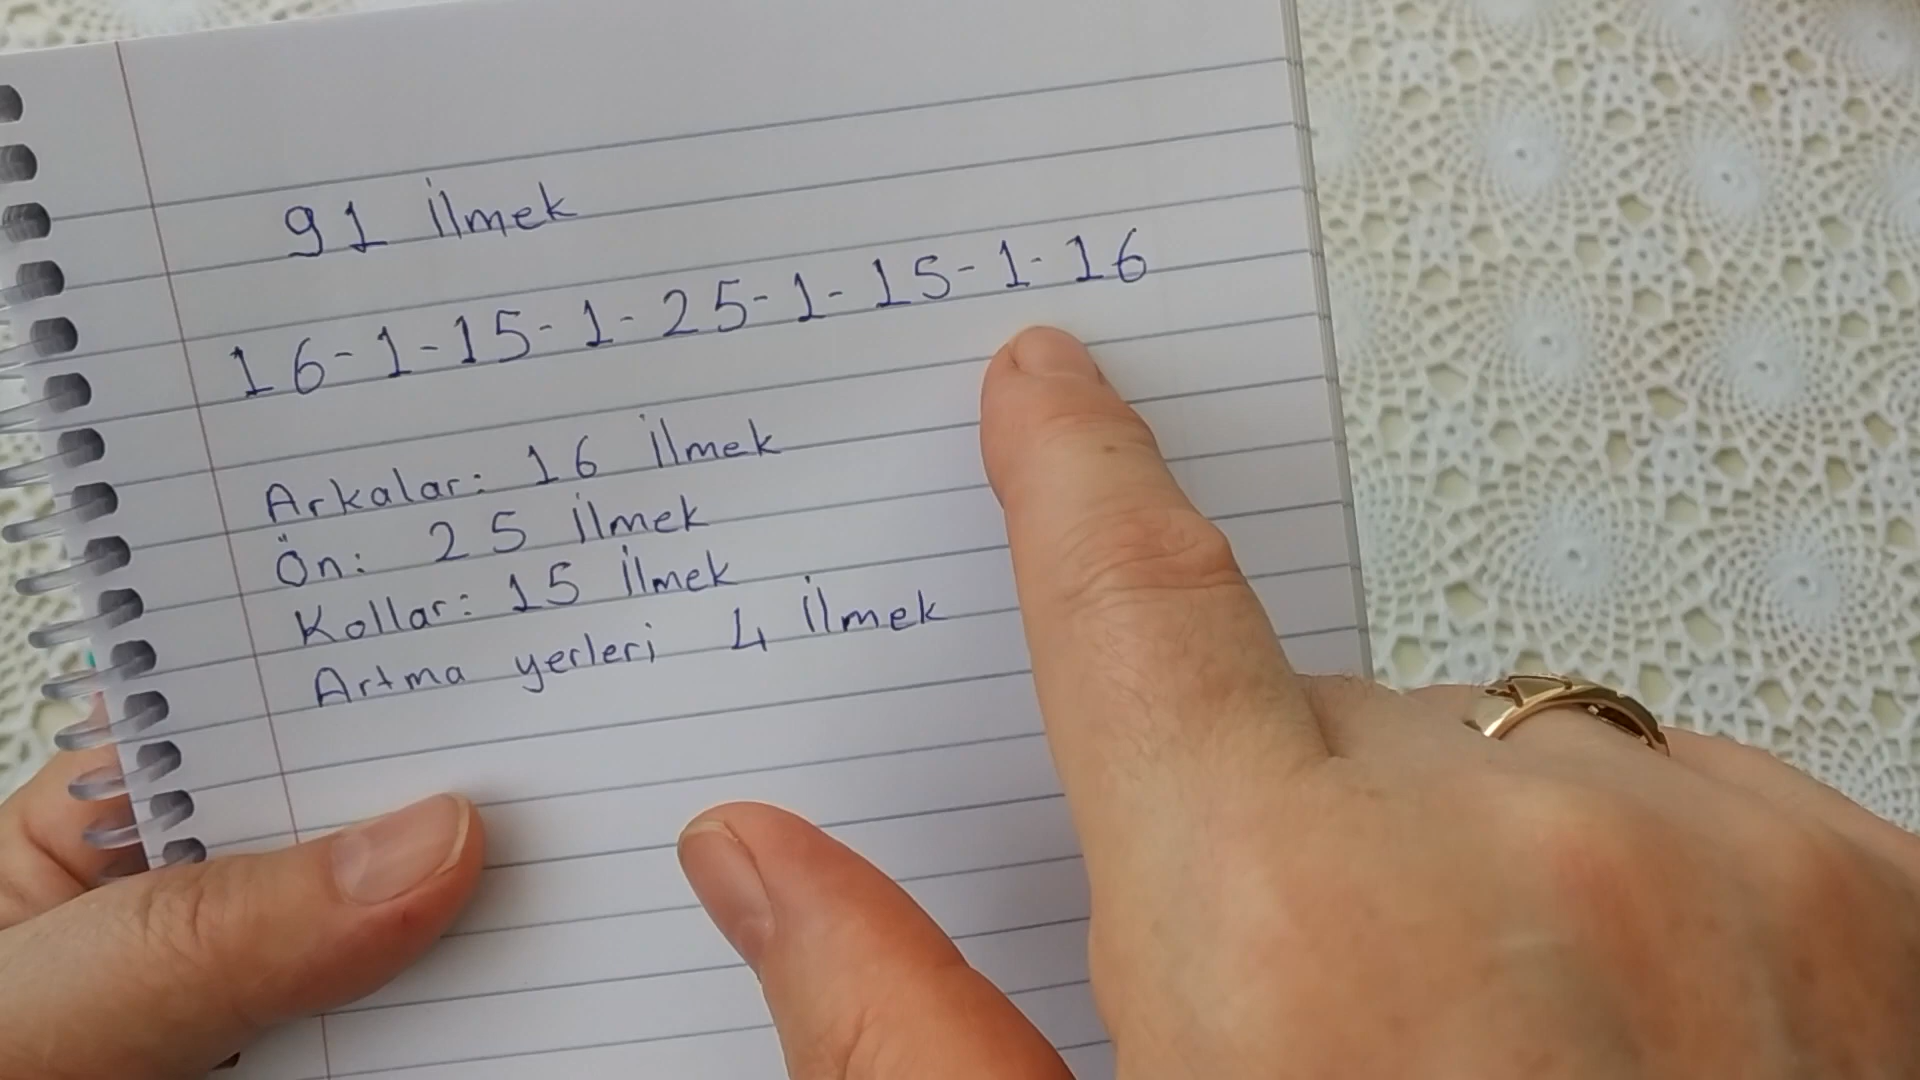 91 İlmek
16-1-15-1-25-1-15-1-16
Arkalar: 16 İlmek
Ön: 25 İlmek
Kollar: 15 İlmek
Artma yerleri 4 İlmek